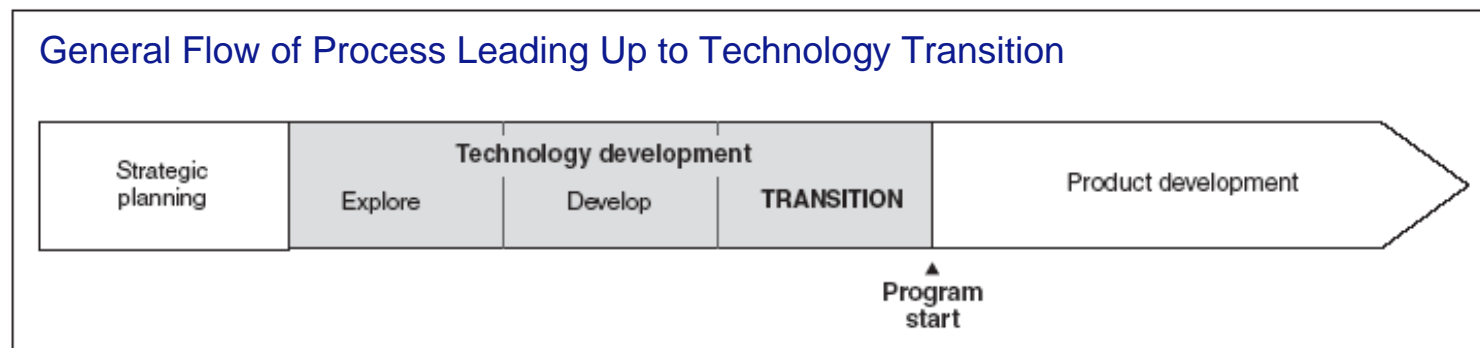 General Flow of Process Leading Up to Technology Transition
Strategic
planning
Technology development
Explore
Develop
TRANSITION
Product development
Program
start